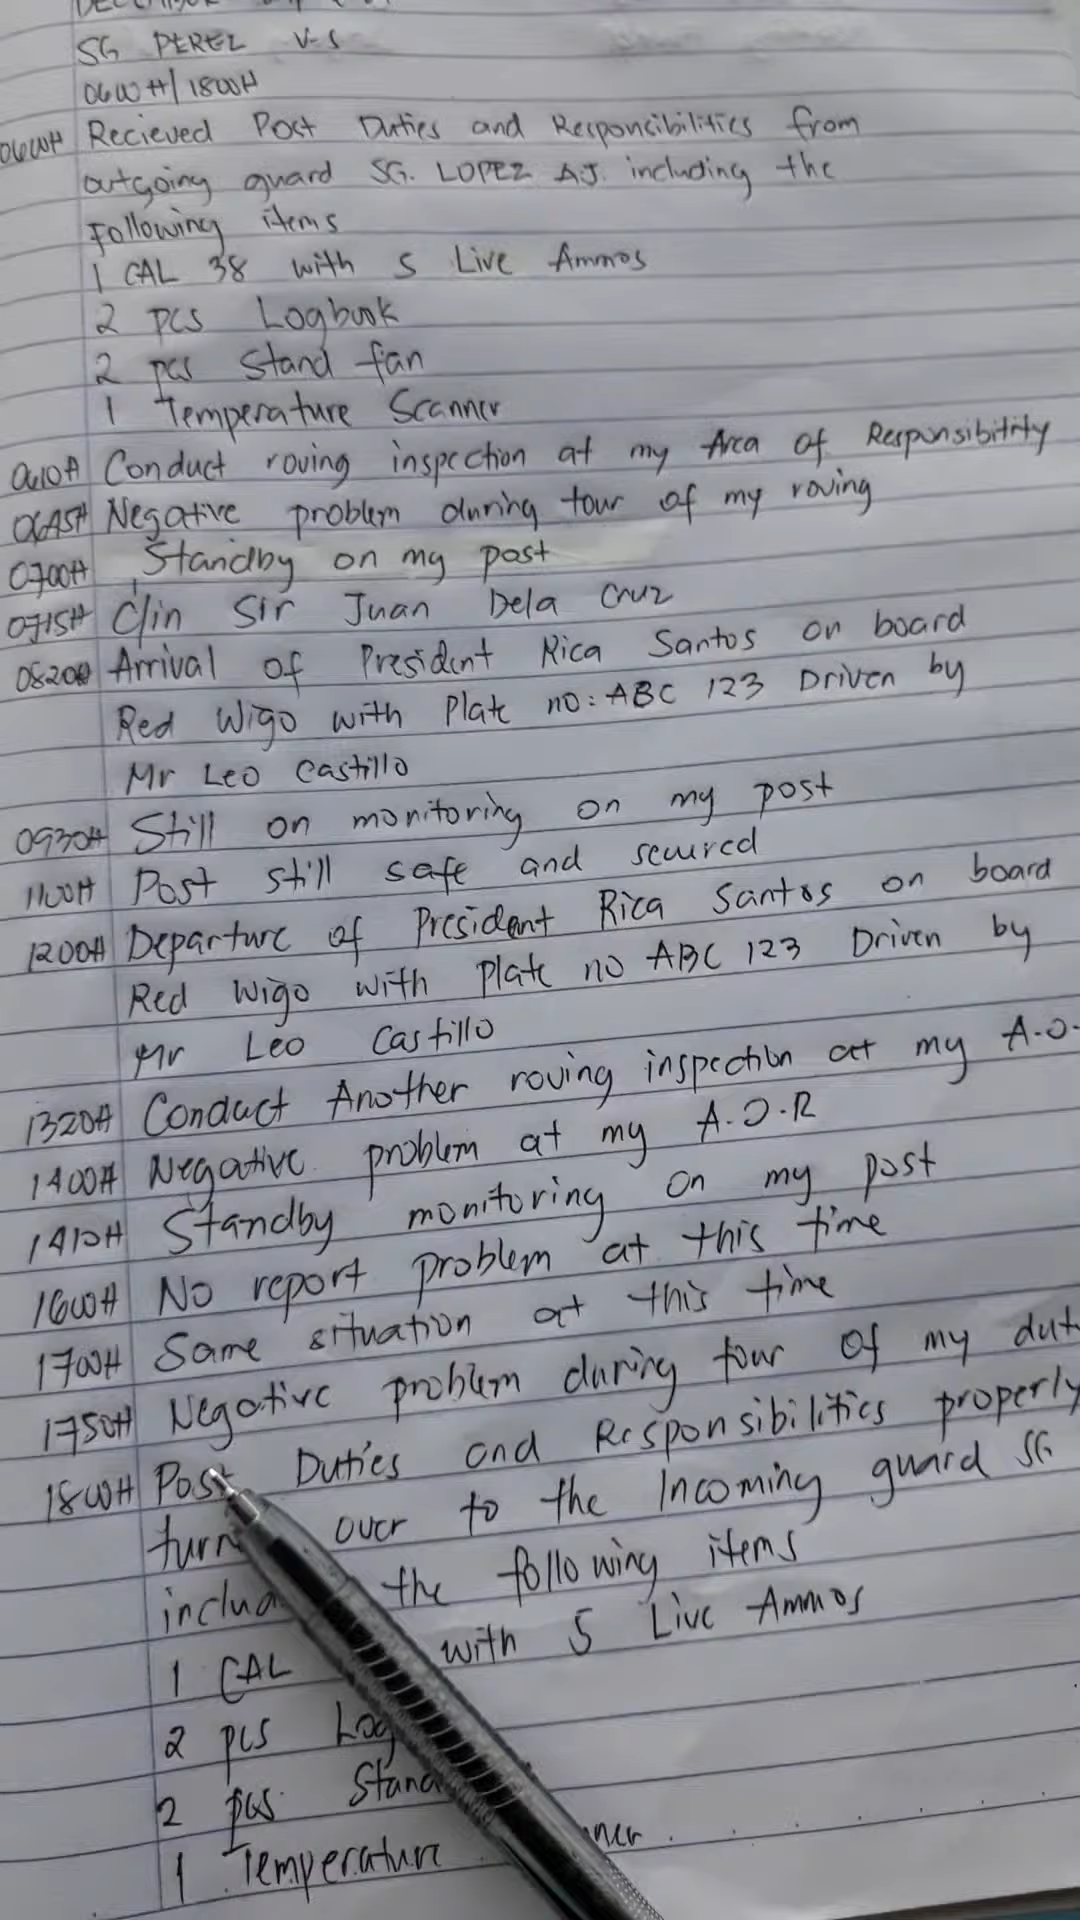 SG PEREZ V-S
0600H/1800H
0600H Recieved Post Duties and Responsibilities from
outgoing guard SG. LOPEZ A.J. including the
Following items
1 CAL 38 with 5 Live Ammos
2 pcs Logbook
2 pcs Stand fan
1 Temperature Scanner
0610H Conduct roving inspection at my Area of Responsibility
0645H Negative problem during tour of my roving
0700H Standby on my post
0715H C/in Sir Juan Dela Cruz
0820H Arrival of President Rica Santos on board
Red Wigo with Plate no: ABC 123 Driven by
Mr Leo Castillo
0930H Still on monitoring on my post
1100H Post still safe and secured
1200H Departure of President Rica Santos on board
Red Wigo with Plate no ABC 123 Driven by
Mr Leo Castillo
1320H Conduct Another roving inspection at my A.O.
1400H Negative problem at my A.O.R
1410H Standby monitoring on my post
1600H No report problem at this time
1700H Same situation at this time
1750H Negative problem during tour of my dut
1800H Post Duties and Responsibilities properly
turn over to the Incoming guard SG
includ the following items
1 CAL with 5 Live Ammos
2 pcs Log
2 pcs Stand
1 Temperature nner